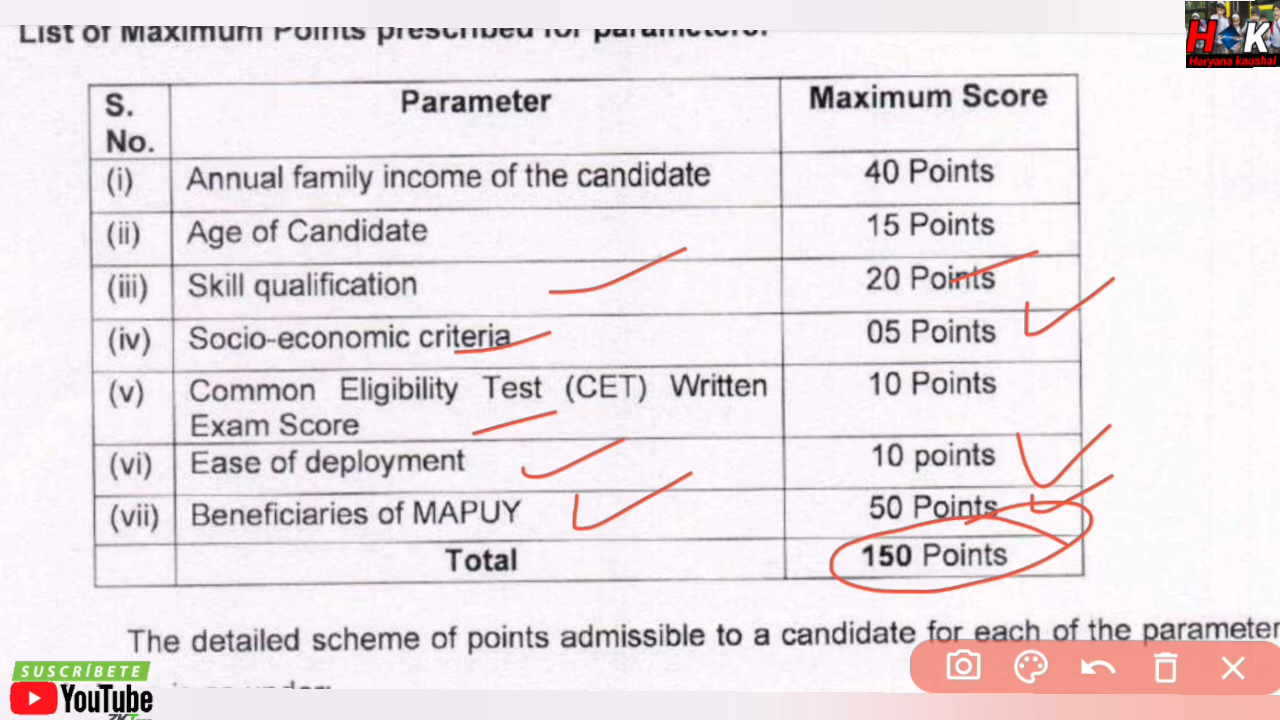 List of Maximum Points prescribed for parameters:
H K
Haryana kaushal
S. No. Parameter Maximum Score
(i) Annual family income of the candidate 40 Points
(ii) Age of Candidate 15 Points
(iii) Skill qualification 20 Points
(iv) Socio-economic criteria 05 Points
(v) Common Eligibility Test (CET) Written 10 Points
Exam Score
(vi) Ease of deployment 10 points
(vii) Beneficiaries of MAPUY 50 Points
Total 150 Points
The detailed scheme of points admissible to a candidate for each of the parameter
SUSCRÍBETE
YouTube